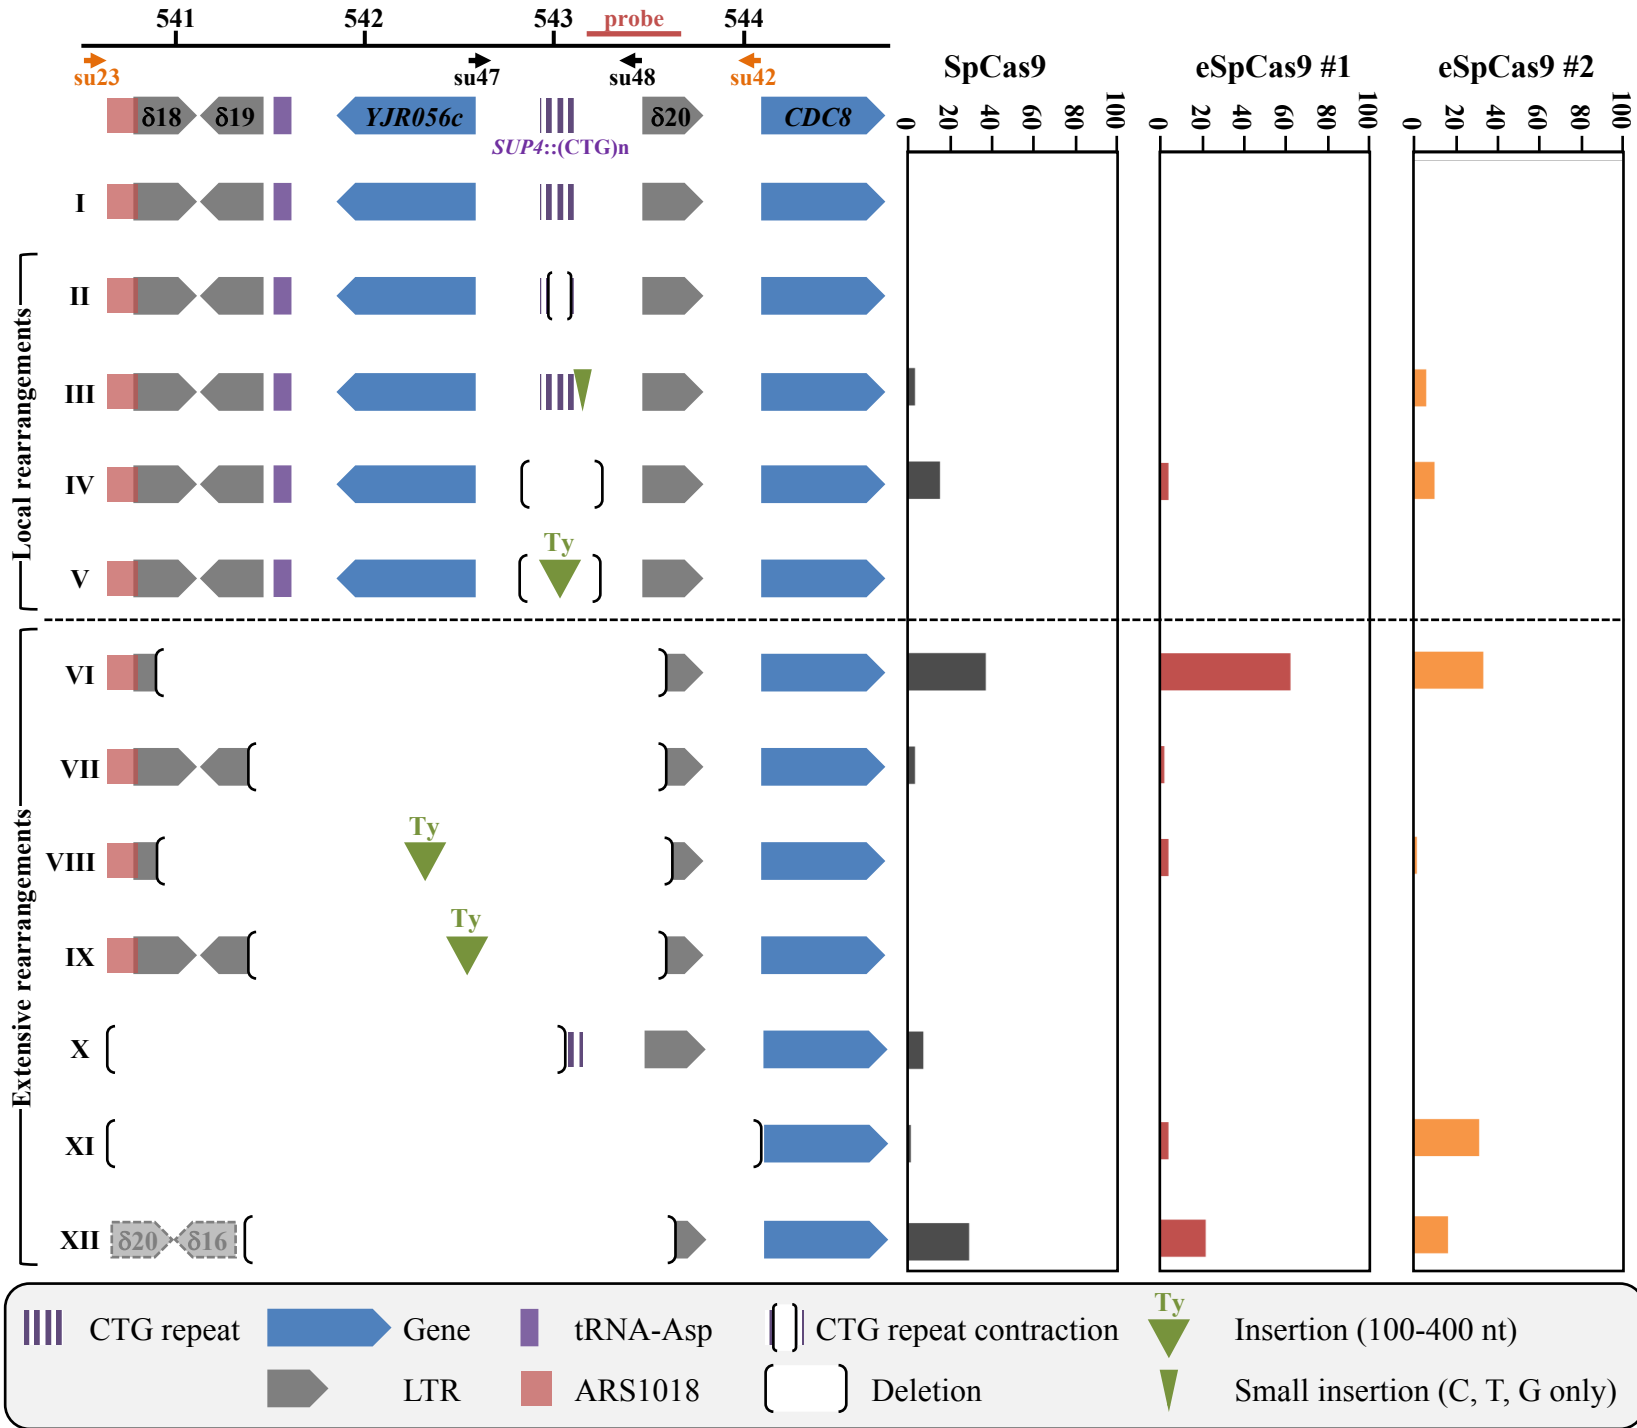 541 542 543 probe 544
su23 su47 su48 su42
SpCas9 eSpCas9 #1 eSpCas9 #2
0 20 40 60 80 100 0 20 40 60 80 100 0 20 40 60 80 100
δ18 δ19 YJR056c δ20 CDC8
SUP4::(CTG)n
I
Local rearrangements
II
III
IV
Ty
V
Extensive rearrangements
VI
VII
Ty
VIII
Ty
IX
X
XI
XII δ20 δ16
CTG repeat Gene tRNA-Asp CTG repeat contraction Ty Insertion (100-400 nt)
LTR ARS1018 Deletion Small insertion (C, T, G only)